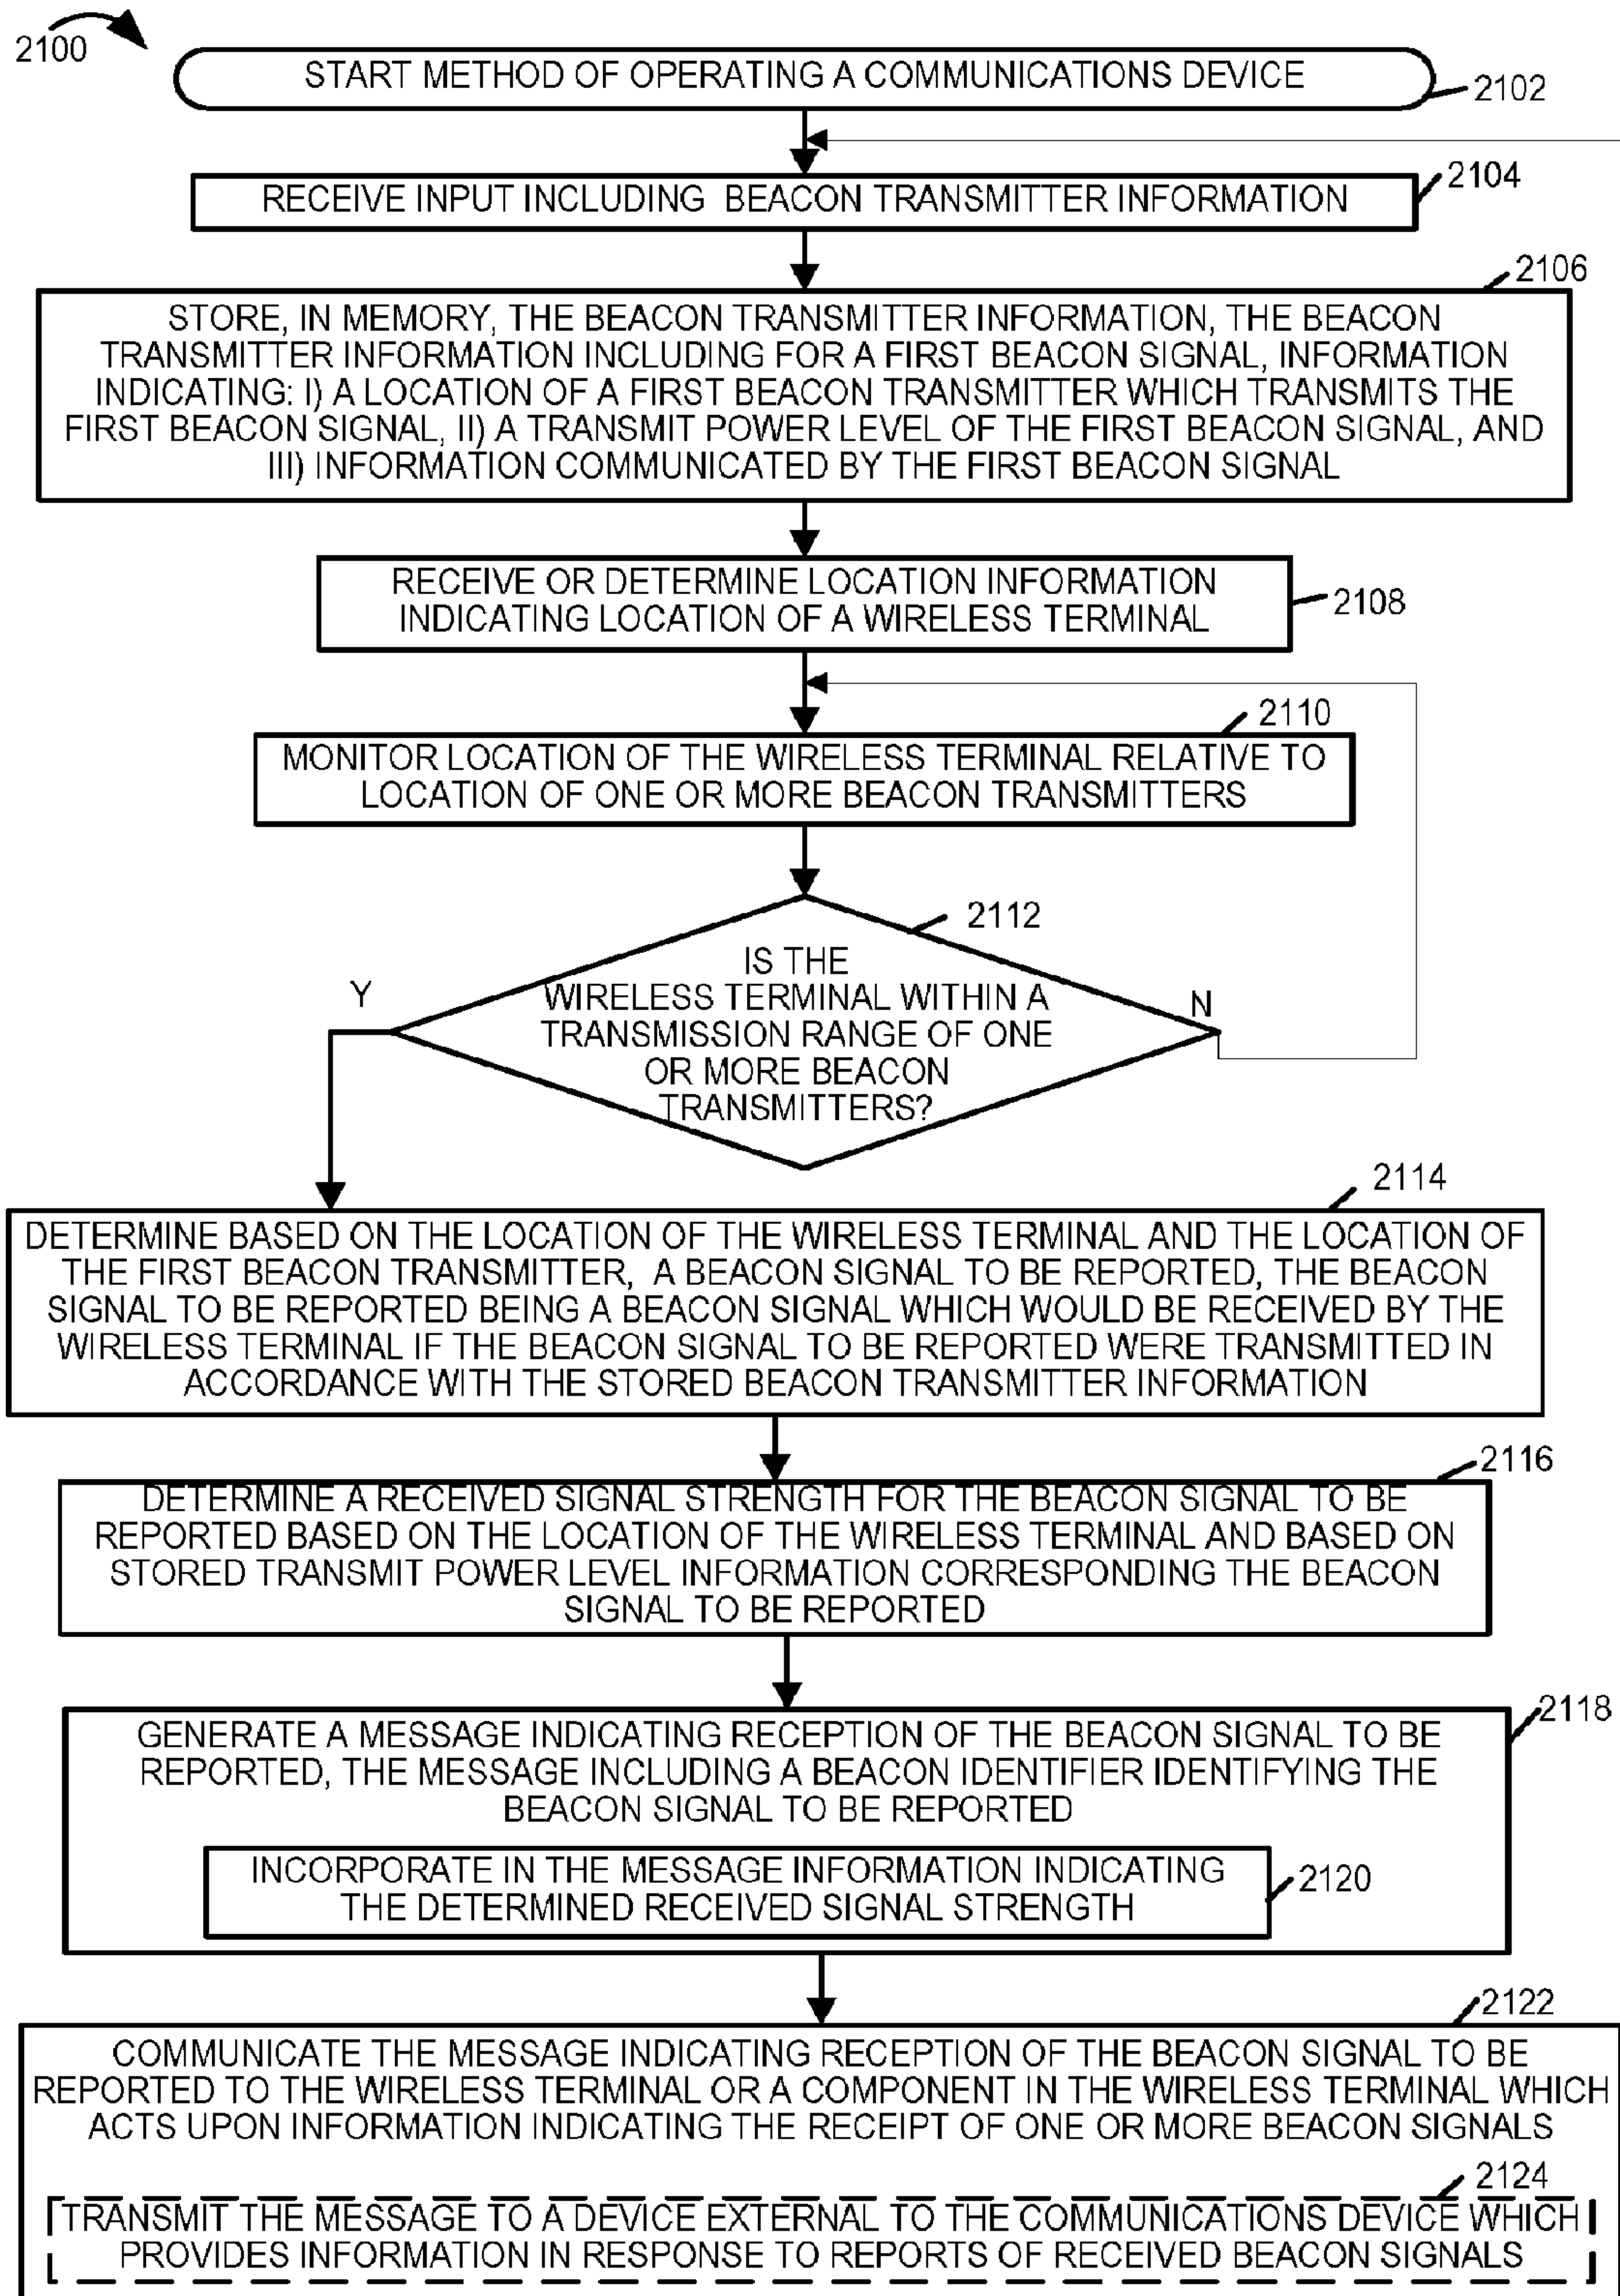 2100
START METHOD OF OPERATING A COMMUNICATIONS DEVICE
2102
RECEIVE INPUT INCLUDING BEACON TRANSMITTER INFORMATION
2104
2106
STORE, IN MEMORY, THE BEACON TRANSMITTER INFORMATION, THE BEACON
TRANSMITTER INFORMATION INCLUDING FOR A FIRST BEACON SIGNAL, INFORMATION
INDICATING: I) A LOCATION OF A FIRST BEACON TRANSMITTER WHICH TRANSMITS THE
FIRST BEACON SIGNAL, II) A TRANSMIT POWER LEVEL OF THE FIRST BEACON SIGNAL, AND
III) INFORMATION COMMUNICATED BY THE FIRST BEACON SIGNAL
RECEIVE OR DETERMINE LOCATION INFORMATION
INDICATING LOCATION OF A WIRELESS TERMINAL
2108
2110
MONITOR LOCATION OF THE WIRELESS TERMINAL RELATIVE TO
LOCATION OF ONE OR MORE BEACON TRANSMITTERS
2112
IS THE
WIRELESS TERMINAL WITHIN A
TRANSMISSION RANGE OF ONE
OR MORE BEACON
TRANSMITTERS?
Y
N
2114
DETERMINE BASED ON THE LOCATION OF THE WIRELESS TERMINAL AND THE LOCATION OF
THE FIRST BEACON TRANSMITTER, A BEACON SIGNAL TO BE REPORTED, THE BEACON
SIGNAL TO BE REPORTED BEING A BEACON SIGNAL WHICH WOULD BE RECEIVED BY THE
WIRELESS TERMINAL IF THE BEACON SIGNAL TO BE REPORTED WERE TRANSMITTED IN
ACCORDANCE WITH THE STORED BEACON TRANSMITTER INFORMATION
2116
DETERMINE A RECEIVED SIGNAL STRENGTH FOR THE BEACON SIGNAL TO BE
REPORTED BASED ON THE LOCATION OF THE WIRELESS TERMINAL AND BASED ON
STORED TRANSMIT POWER LEVEL INFORMATION CORRESPONDING THE BEACON
SIGNAL TO BE REPORTED
2118
GENERATE A MESSAGE INDICATING RECEPTION OF THE BEACON SIGNAL TO BE
REPORTED, THE MESSAGE INCLUDING A BEACON IDENTIFIER IDENTIFYING THE
BEACON SIGNAL TO BE REPORTED
INCORPORATE IN THE MESSAGE INFORMATION INDICATING
THE DETERMINED RECEIVED SIGNAL STRENGTH
2120
2122
COMMUNICATE THE MESSAGE INDICATING RECEPTION OF THE BEACON SIGNAL TO BE
REPORTED TO THE WIRELESS TERMINAL OR A COMPONENT IN THE WIRELESS TERMINAL WHICH
ACTS UPON INFORMATION INDICATING THE RECEIPT OF ONE OR MORE BEACON SIGNALS
2124
TRANSMIT THE MESSAGE TO A DEVICE EXTERNAL TO THE COMMUNICATIONS DEVICE WHICH
PROVIDES INFORMATION IN RESPONSE TO REPORTS OF RECEIVED BEACON SIGNALS